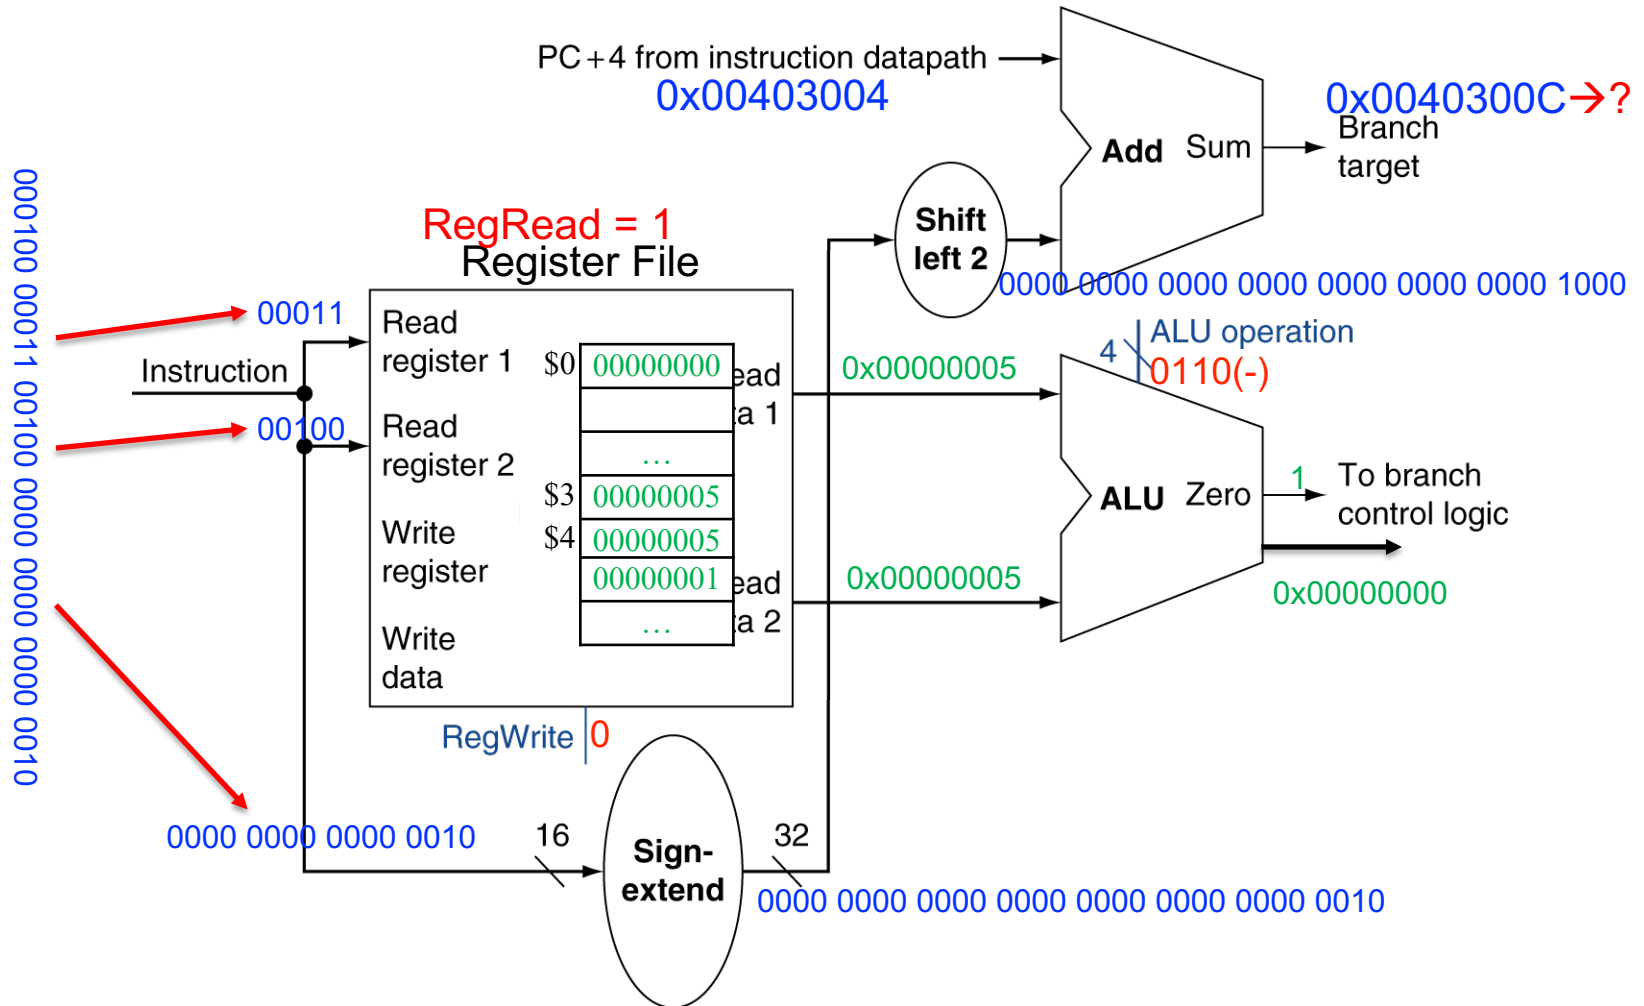 PC+4 from instruction datapath
0x00403004
0x0040300C→?
Branch
target
Add Sum
Shift
left 2
0000 0000 0000 0000 0000 0000 0000 1000
000100 00011 00100 0000 0000 0000 0010
RegRead = 1
Register File
00011
Read
register 1
Instruction
00100
Read
register 2
Write
register
Write
data
$0 00000000
...
$3 00000005
$4 00000005
00000001
...
ead
ta 1
ead
ta 2
0x00000005
0x00000005
4
ALU operation
0110(-)
ALU Zero
1
To branch
control logic
0x00000000
RegWrite 0
0000 0000 0000 0010
16
Sign-
extend
32
0000 0000 0000 0000 0000 0000 0000 0010